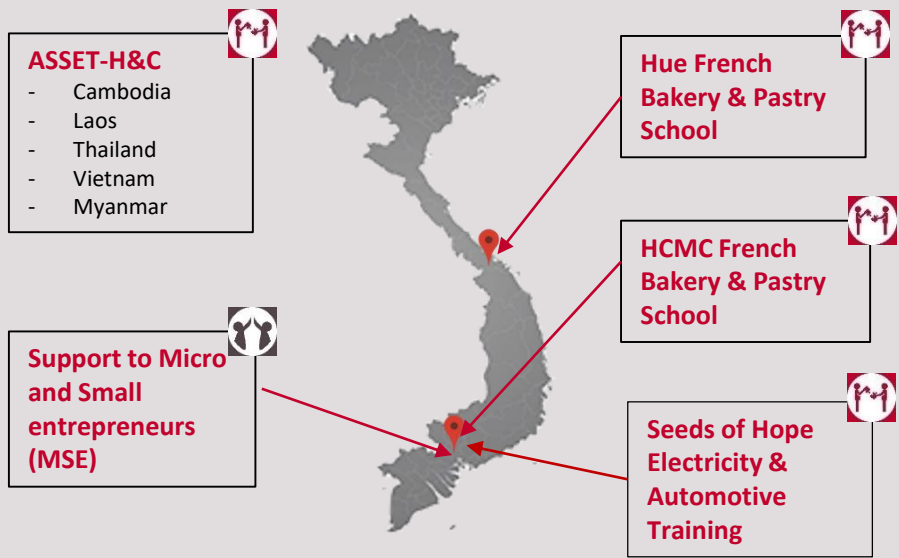 ASSET-H&C
- Cambodia
- Laos
- Thailand
- Vietnam
- Myanmar
Support to Micro
and Small
entrepreneurs
(MSE)
Hue French
Bakery & Pastry
School
HCMC French
Bakery & Pastry
School
Seeds of Hope
Electricity &
Automotive
Training